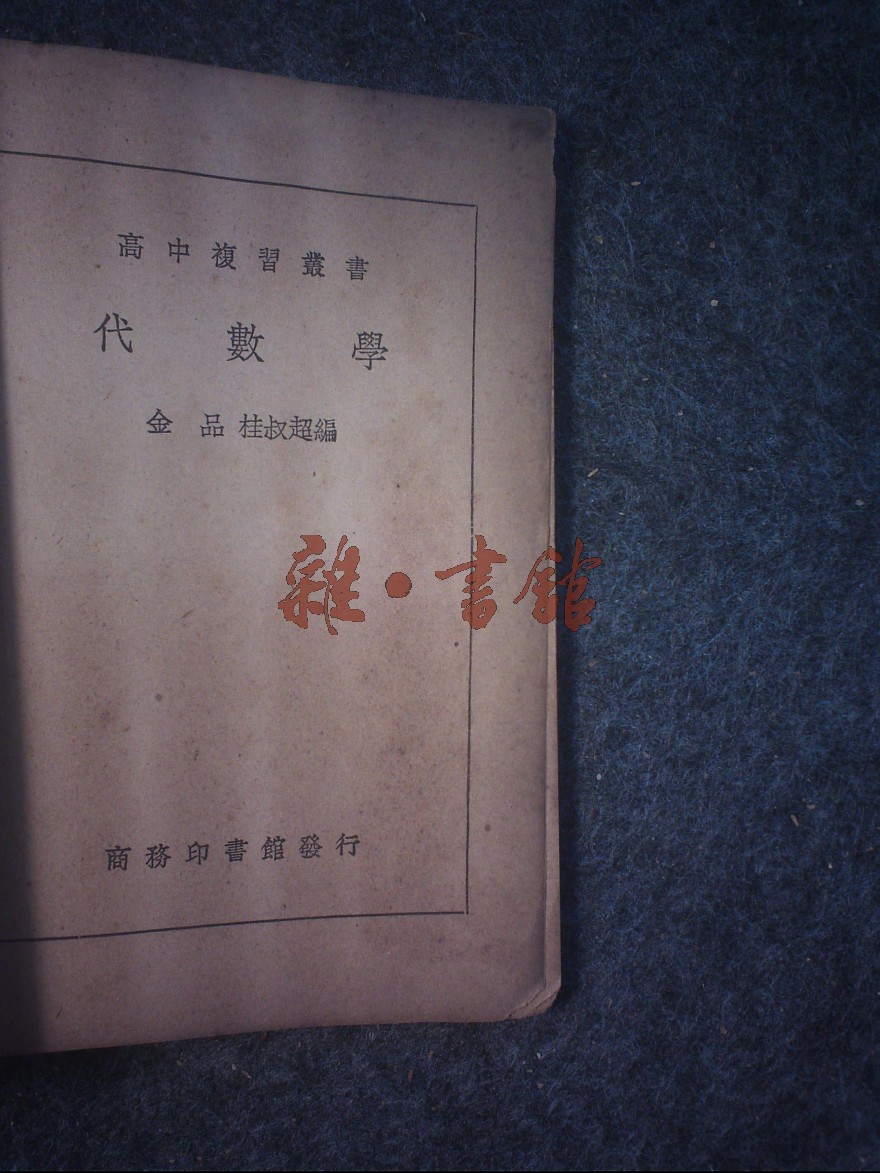 高中複習叢書
代數學
金品 桂叔超編
雜·書館
商務印書館發行